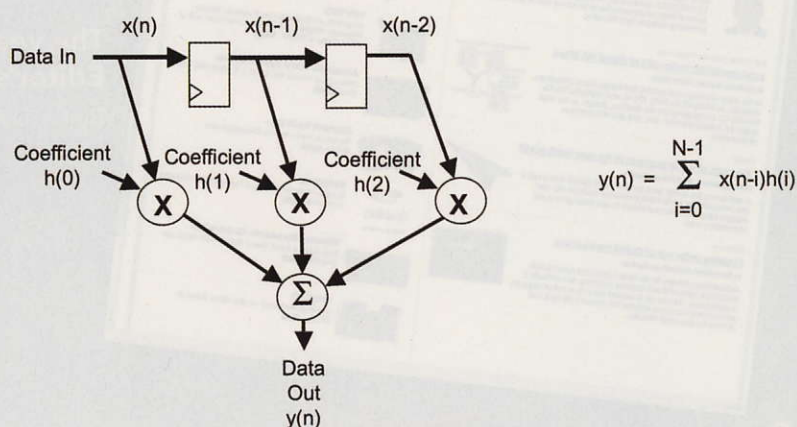 x(n)
x(n-1)
x(n-2)
Data In
Coefficient
h(0)
Coefficient
h(1)
Coefficient
h(2)
X
X
X
Σ
Data
Out
y(n)
N-1
y(n) = Σ x(n-i)h(i)
i=0